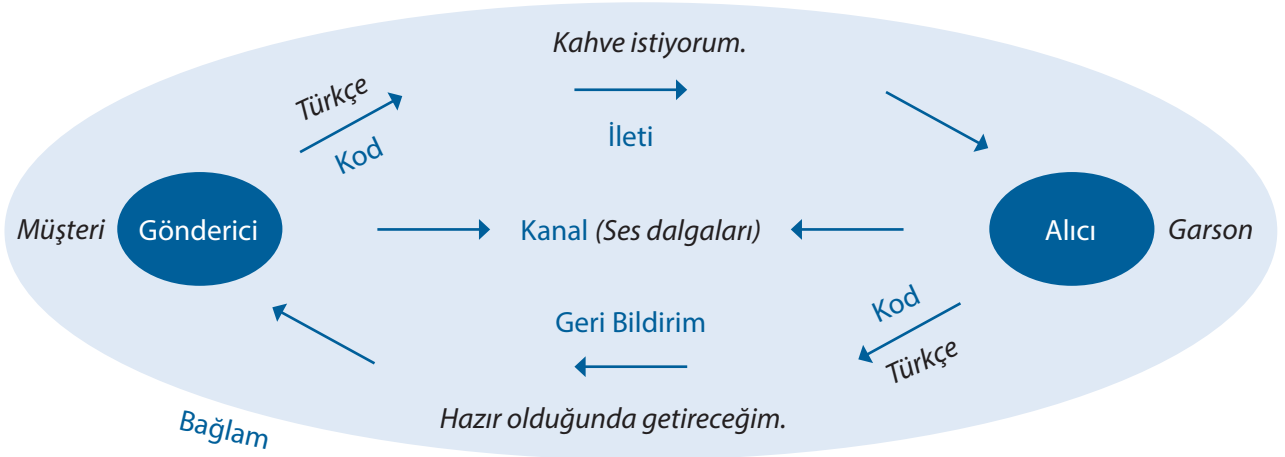 Kahve istiyorum.
Türkçe
Kod
İleti
Müşteri
Gönderici
Kanal (Ses dalgaları)
Alıcı
Garson
Kod
Türkçe
Geri Bildirim
Hazır olduğunda getireceğim.
Bağlam